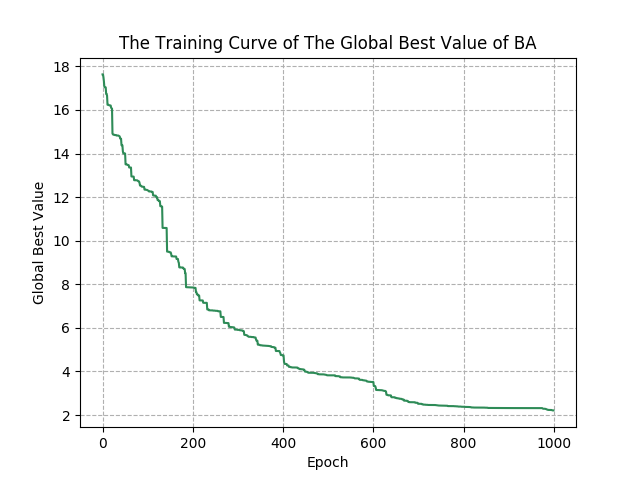 The Training Curve of The Global Best Value of BA
18
16
14
12
10
8
6
4
2
Global Best Value
0 200 400 600 800 1000
Epoch